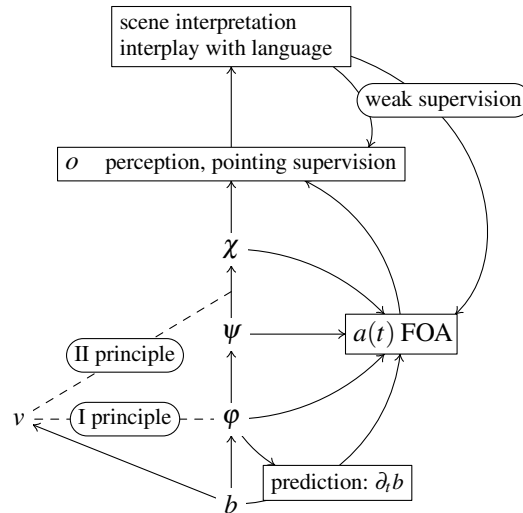 scene interpretation
interplay with language
weak supervision
o perception, pointing supervision
χ
ψ
a(t) FOA
II principle
v
I principle
φ
prediction: ∂ₜb
b